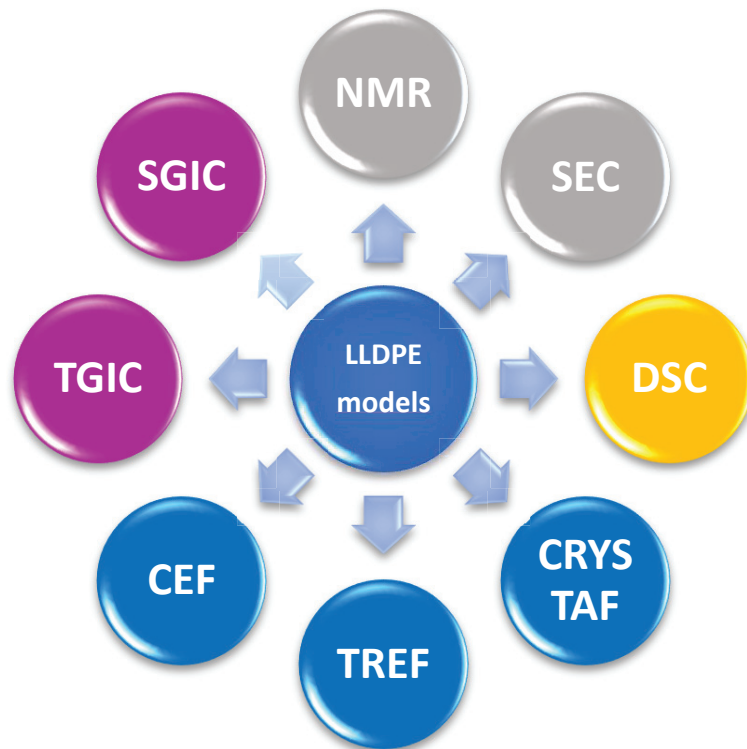 NMR
SGIC
SEC
TGIC
LLDPE
models
DSC
CEF
CRYS
TAF
TREF